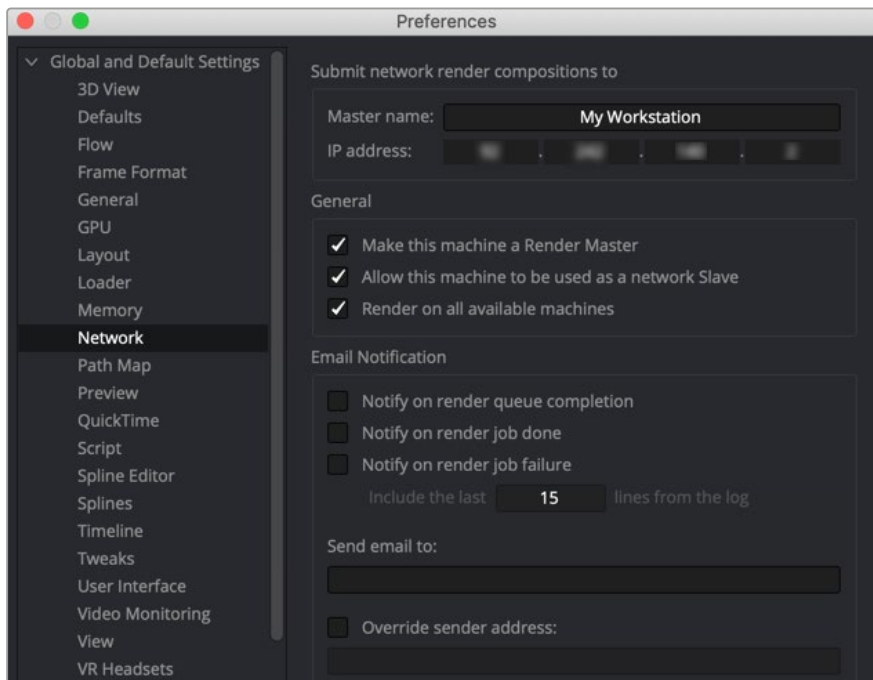 Preferences
Global and Default Settings
3D View
Defaults
Flow
Frame Format
General
GPU
Layout
Loader
Memory
Network
Path Map
Preview
QuickTime
Script
Spline Editor
Splines
Timeline
Tweaks
User Interface
Video Monitoring
View
VR Headsets
Submit network render compositions to
Master name: My Workstation
IP address:
General
Make this machine a Render Master
Allow this machine to be used as a network Slave
Render on all available machines
Email Notification
Notify on render queue completion
Notify on render job done
Notify on render job failure
Include the last 15 lines from the log
Send email to:
Override sender address: